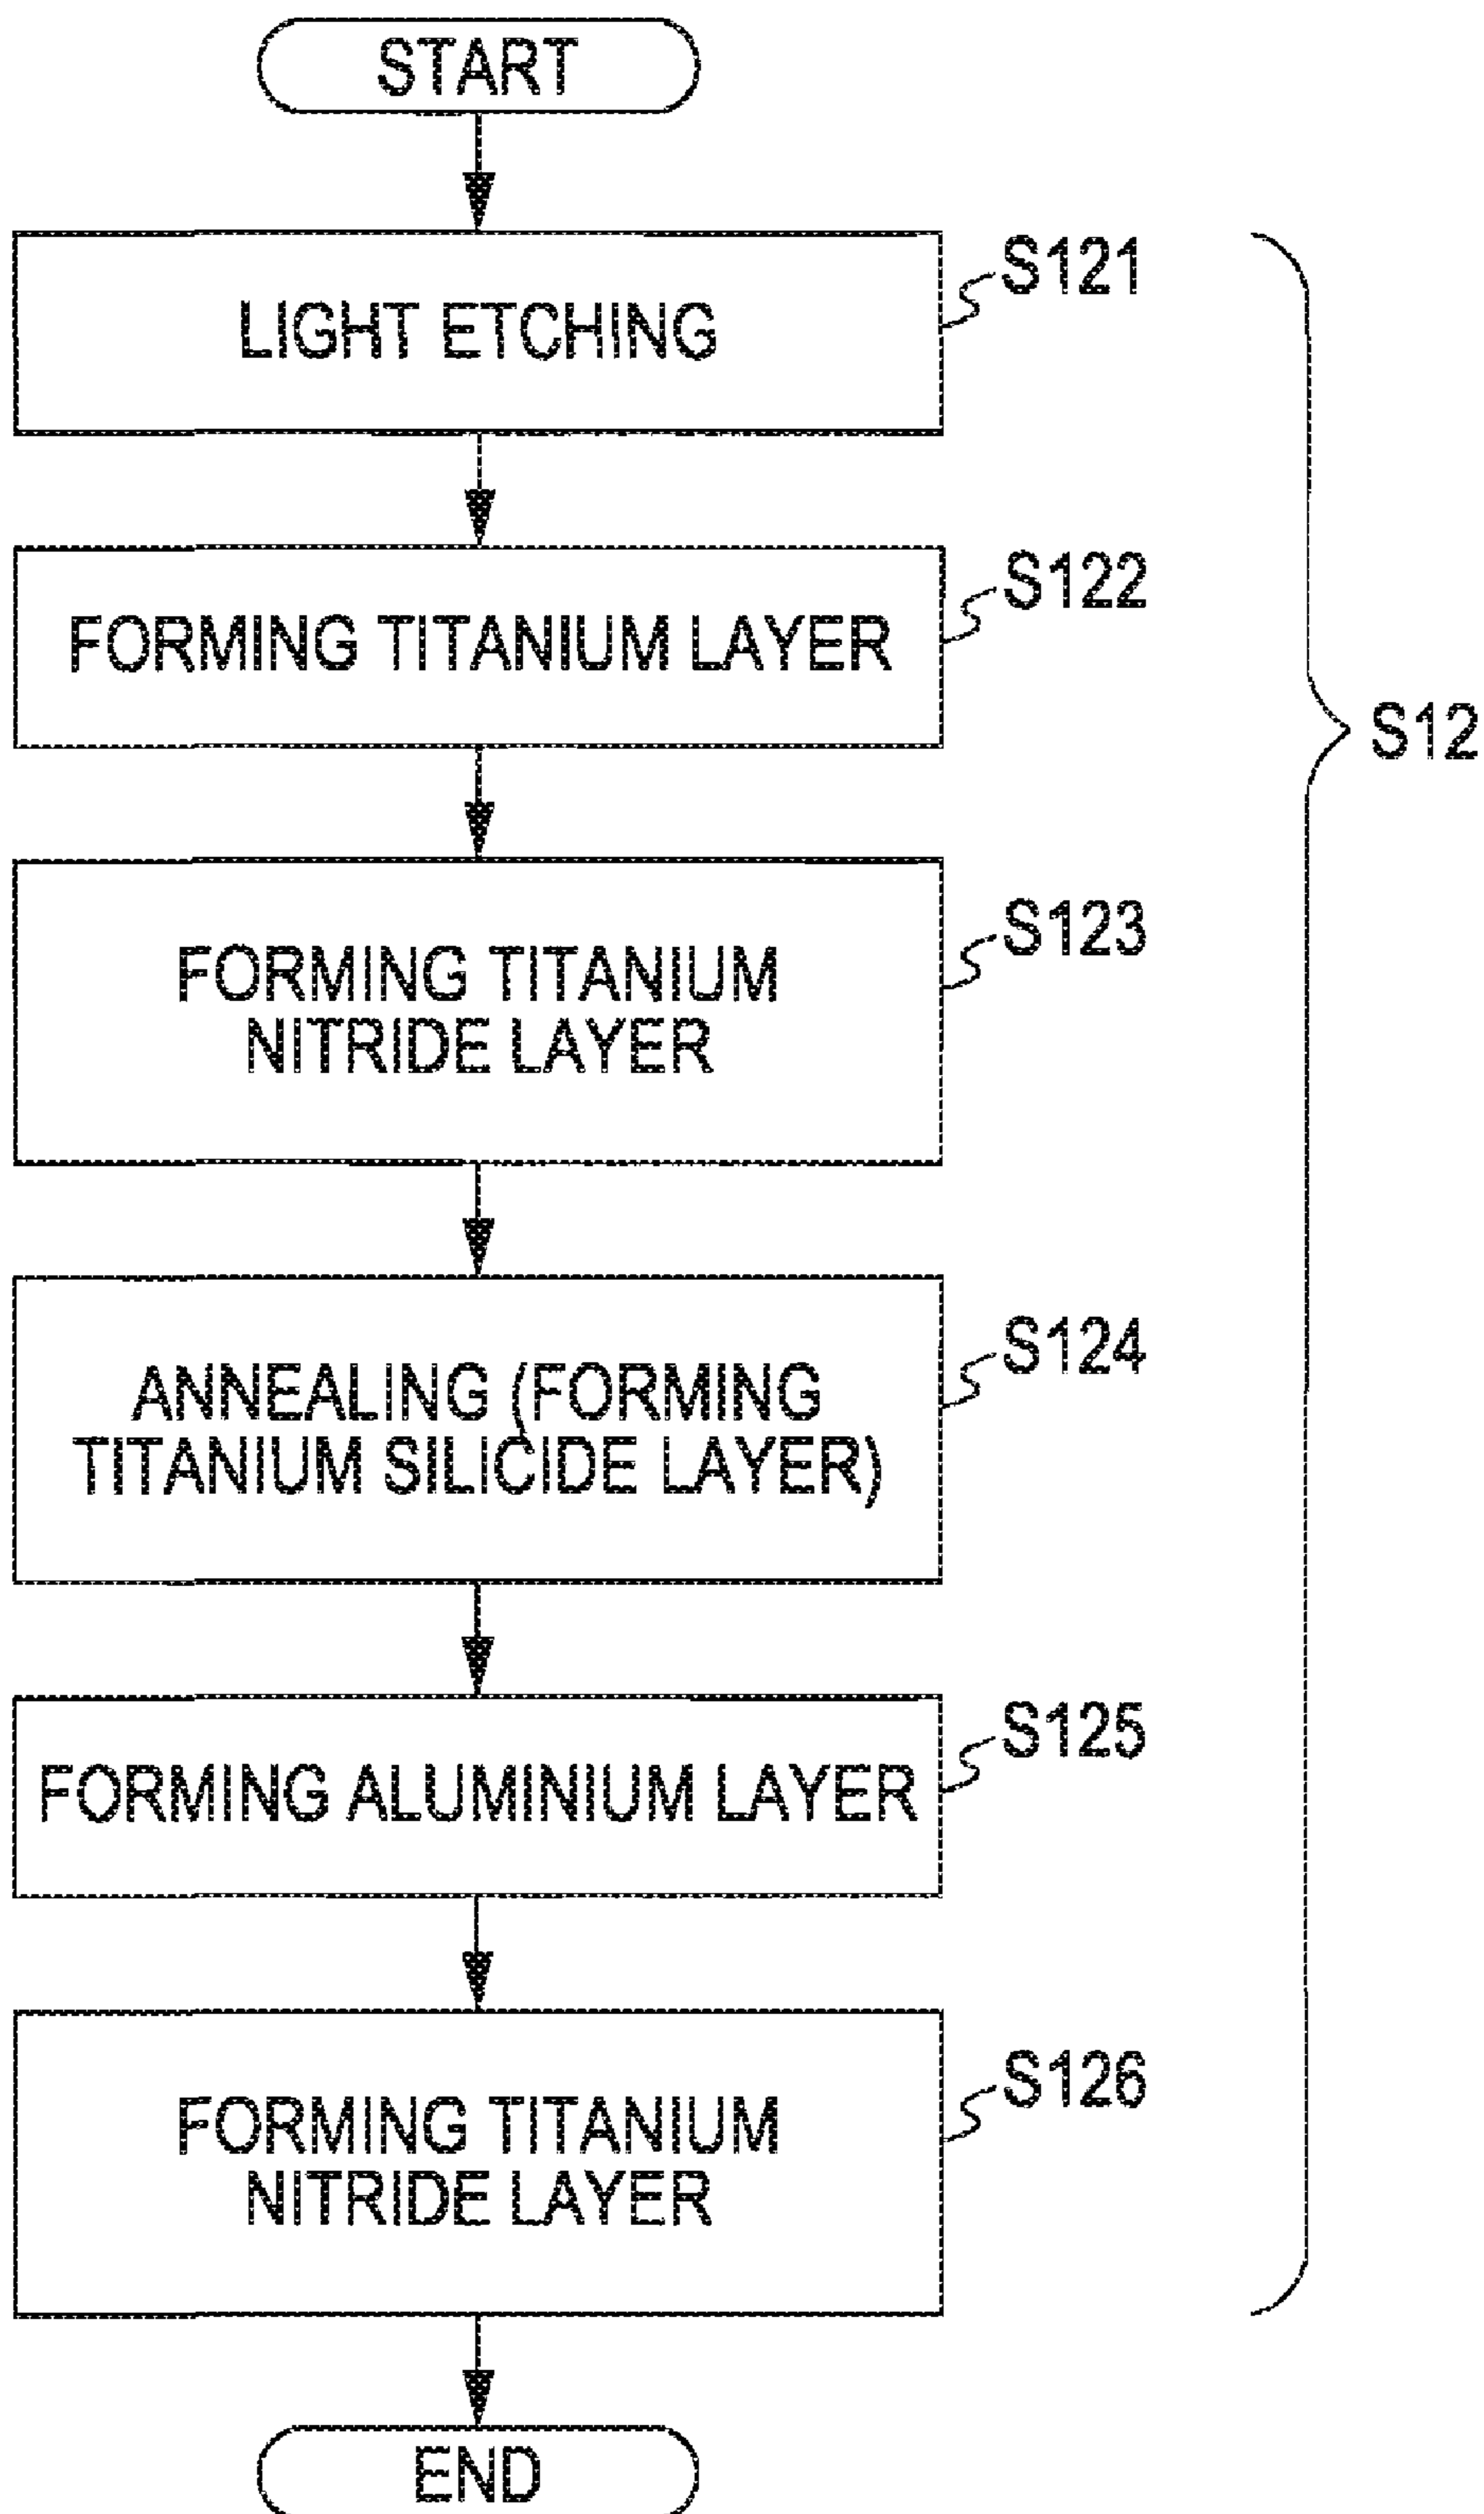 START
LIGHT ETCHING
S121
FORMING TITANIUM LAYER
S122
S12
FORMING TITANIUM
NITRIDE LAYER
S123
ANNEALING (FORMING
TITANIUM SILICIDE LAYER)
S124
FORMING ALUMINIUM LAYER
S125
FORMING TITANIUM
NITRIDE LAYER
S126
END